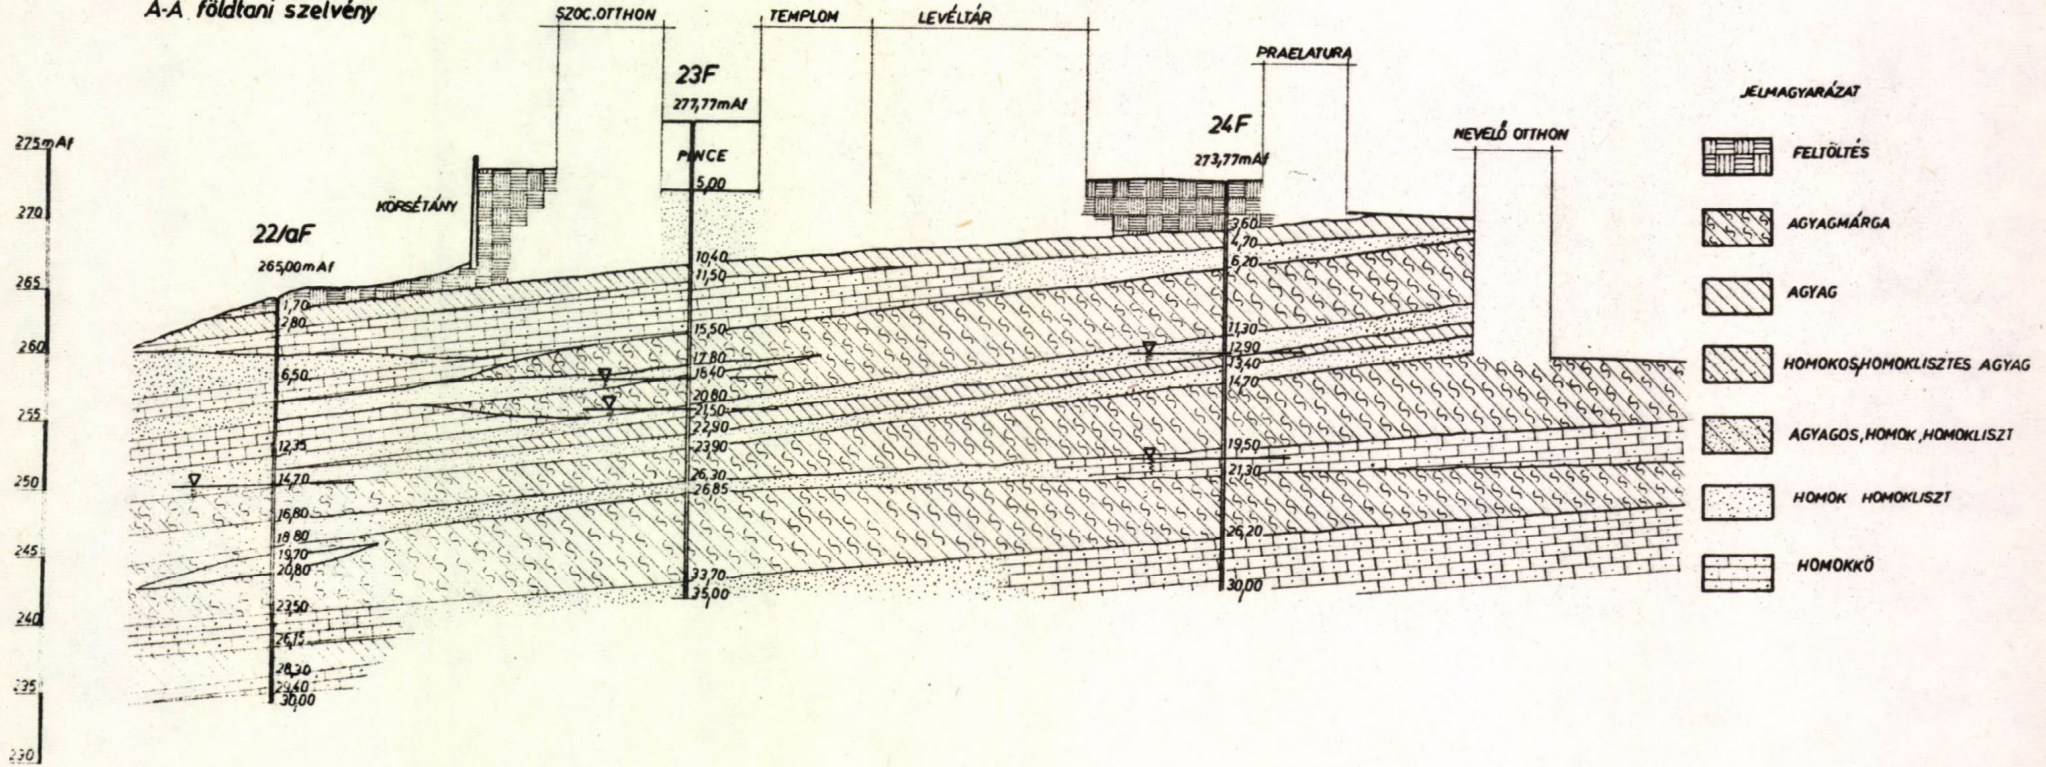 A-A földtani szelvény
SZOC.OTTHON
TEMPLOM
LEVÉLTÁR
PRAELATURA
NEVELŐ OTTHON
KÖRSÉTÁNY
275mAf
270
265
260
255
250
245
240
235
230
22/aF
265,00mAf
1,70
2,80
6,50
12,35
14,70
16,80
18,80
19,70
20,80
23,50
26,15
28,30
29,40
30,00
23F
277,77mAf
PINCE
5,00
10,40
11,50
15,50
17,80
18,40
20,80
21,50
22,90
23,90
26,30
26,85
33,70
35,00
24F
273,77mAf
3,60
4,70
6,20
11,30
12,90
13,40
14,70
19,50
21,30
26,20
30,00
JELMAGYARÁZAT
FELTÖLTÉS
AGYAGMÁRGA
AGYAG
HOMOKOS,HOMOKLISZTES AGYAG
AGYAGOS,HOMOK,HOMOKLISZT
HOMOK HOMOKLISZT
HOMOKKŐ